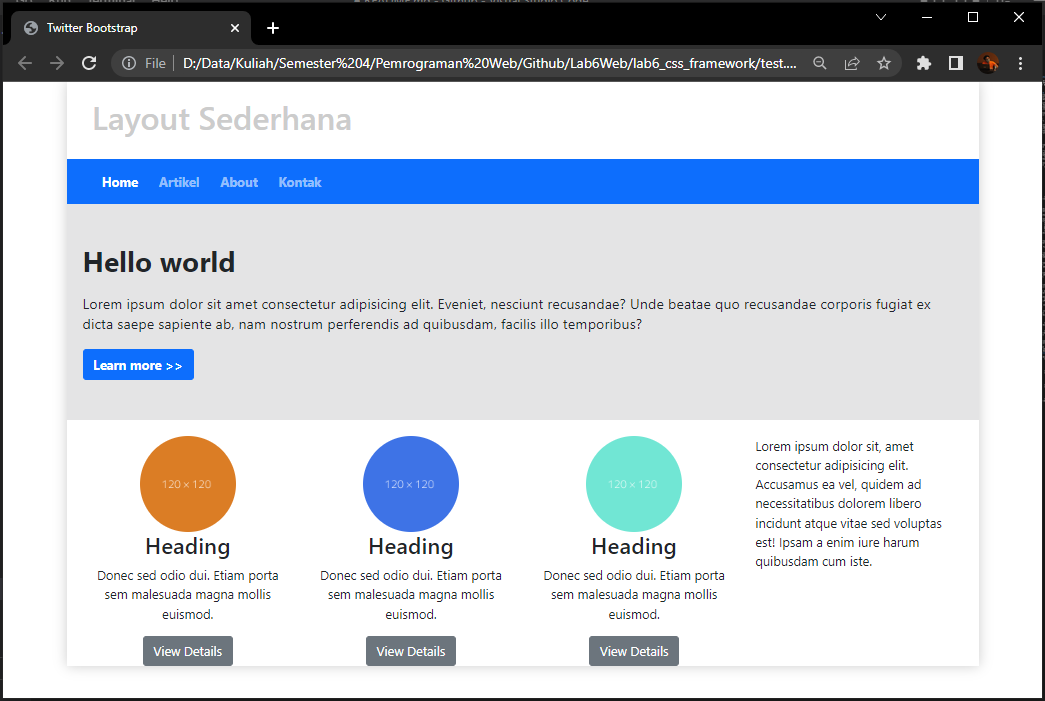 Twitter Bootstrap
File
D:/Data/Kuliah/Semester%204/Pemrograman%20Web/Github/Lab6Web/lab6_css_framework/test....
Layout Sederhana
Home Artikel About Kontak
Hello world
Lorem ipsum dolor sit amet consectetur adipisicing elit. Eveniet, nesciunt recusandae? Unde beatae quo recusandae corporis fugiat ex
dicta saepe sapiente ab, nam nostrum perferendis ad quibusdam, facilis illo temporibus?
Learn more >>
120 × 120
Heading
Donec sed odio dui. Etiam porta
sem malesuada magna mollis
euismod.
View Details
120 × 120
Heading
Donec sed odio dui. Etiam porta
sem malesuada magna mollis
euismod.
View Details
120 × 120
Heading
Donec sed odio dui. Etiam porta
sem malesuada magna mollis
euismod.
View Details
Lorem ipsum dolor sit, amet
consectetur adipisicing elit.
Accusamus ea vel, quidem ad
necessitatibus dolorem libero
incidunt atque vitae sed voluptas
est! Ipsam a enim iure harum
quibusdam cum iste.